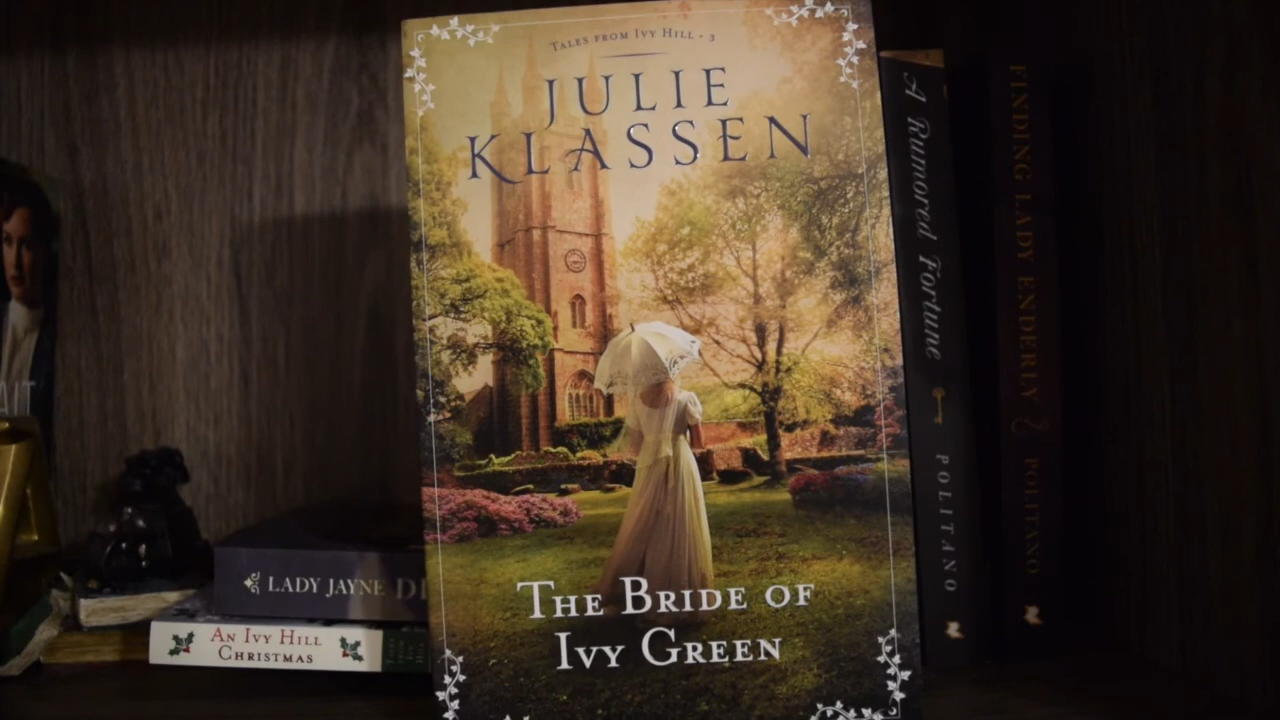 TALES FROM IVY HILL • 3
JULIE
KLASSEN
THE BRIDE OF
IVY GREEN
A Rumored Fortune
POLITANO
FINDING LADY ENDERLY
POLITANO
LADY JAYNE DI
AN IVY HILL
CHRISTMAS